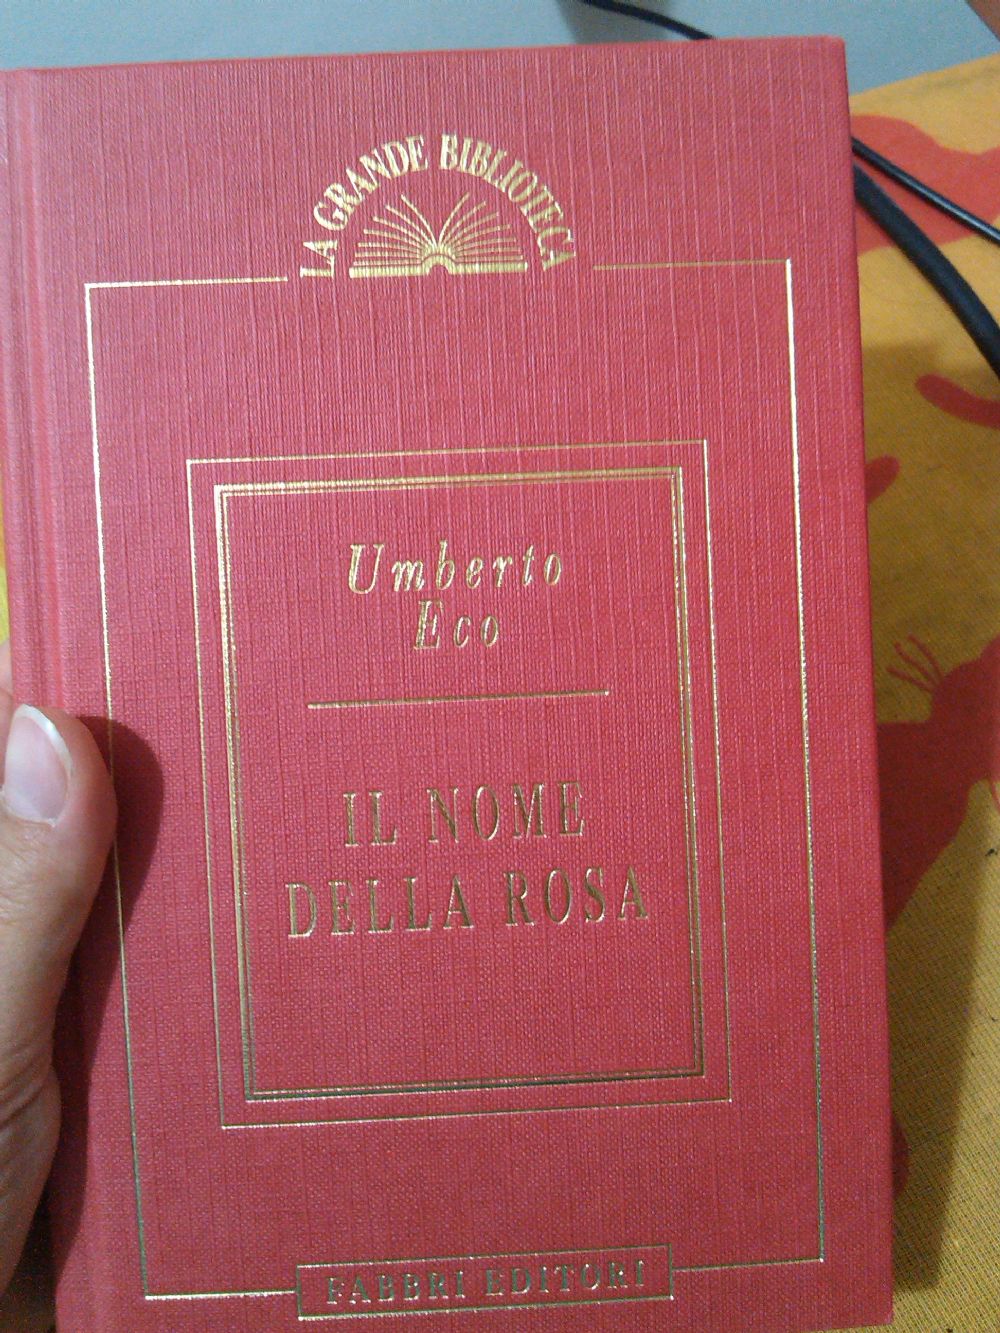 LA GRANDE BIBLIOTECA
Umberto
Eco
IL NOME
DELLA ROSA
FABBRI EDITORI